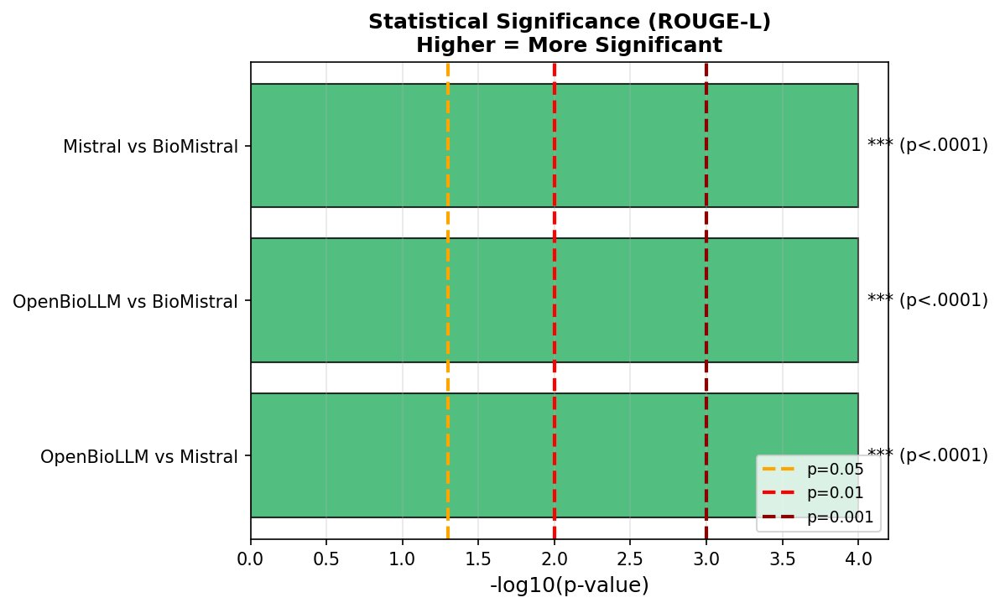 Statistical Significance (ROUGE-L)
Higher = More Significant
Mistral vs BioMistral
*** (p<.0001)
OpenBioLLM vs BioMistral
*** (p<.0001)
OpenBioLLM vs Mistral
*** (p<.0001)
p=0.05
p=0.01
p=0.001
0.0 0.5 1.0 1.5 2.0 2.5 3.0 3.5 4.0
-log10(p-value)